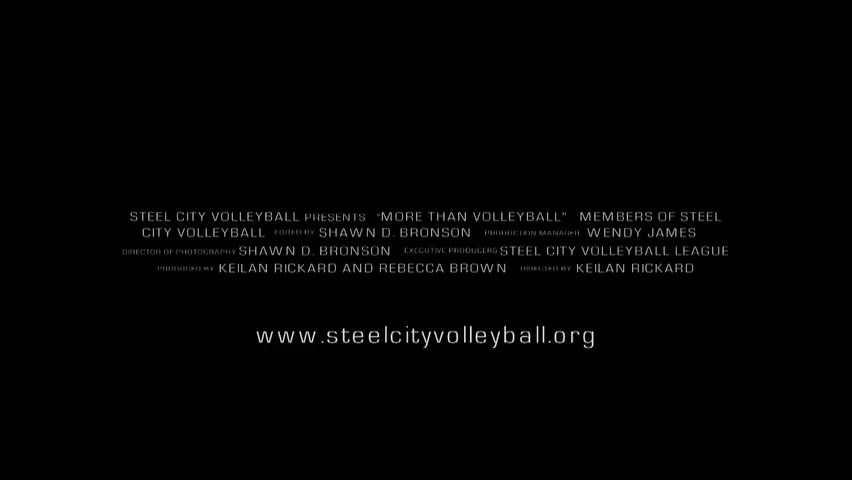 STEEL CITY VOLLEYBALL PRESENTS "MORE THAN VOLLEYBALL" MEMBERS OF STEEL
CITY VOLLEYBALL EDITED BY SHAWN D. BRONSON PRODUCTION MANAGER WENDY JAMES
DIRECTOR OF PHOTOGRAPHY SHAWN D. BRONSON EXECUTIVE PRODUCERS STEEL CITY VOLLEYBALL LEAGUE
PRODUCED BY KEILAN RICKARD AND REBECCA BROWN DIRECTED BY KEILAN RICKARD
www.steelcityvolleyball.org